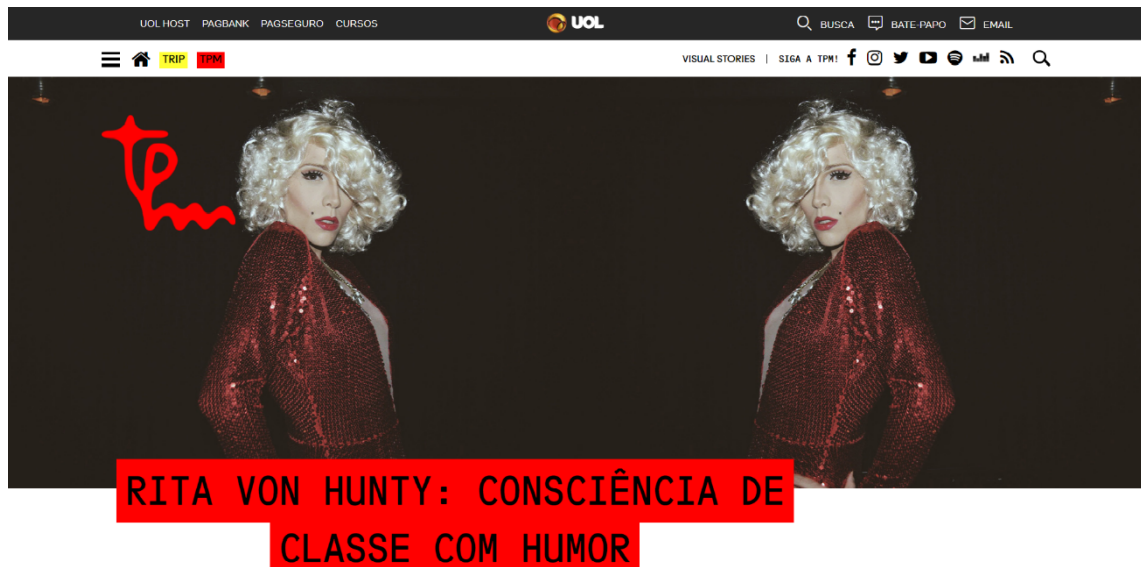 UOL HOST PAGBANK PAGSEGURO CURSOS UOL BUSCA BATE-PAPO EMAIL
TRIP TPM VISUAL STORIES | SIGA A TPM!
tpm
RITA VON HUNTY: CONSCIÊNCIA DE
CLASSE COM HUMOR